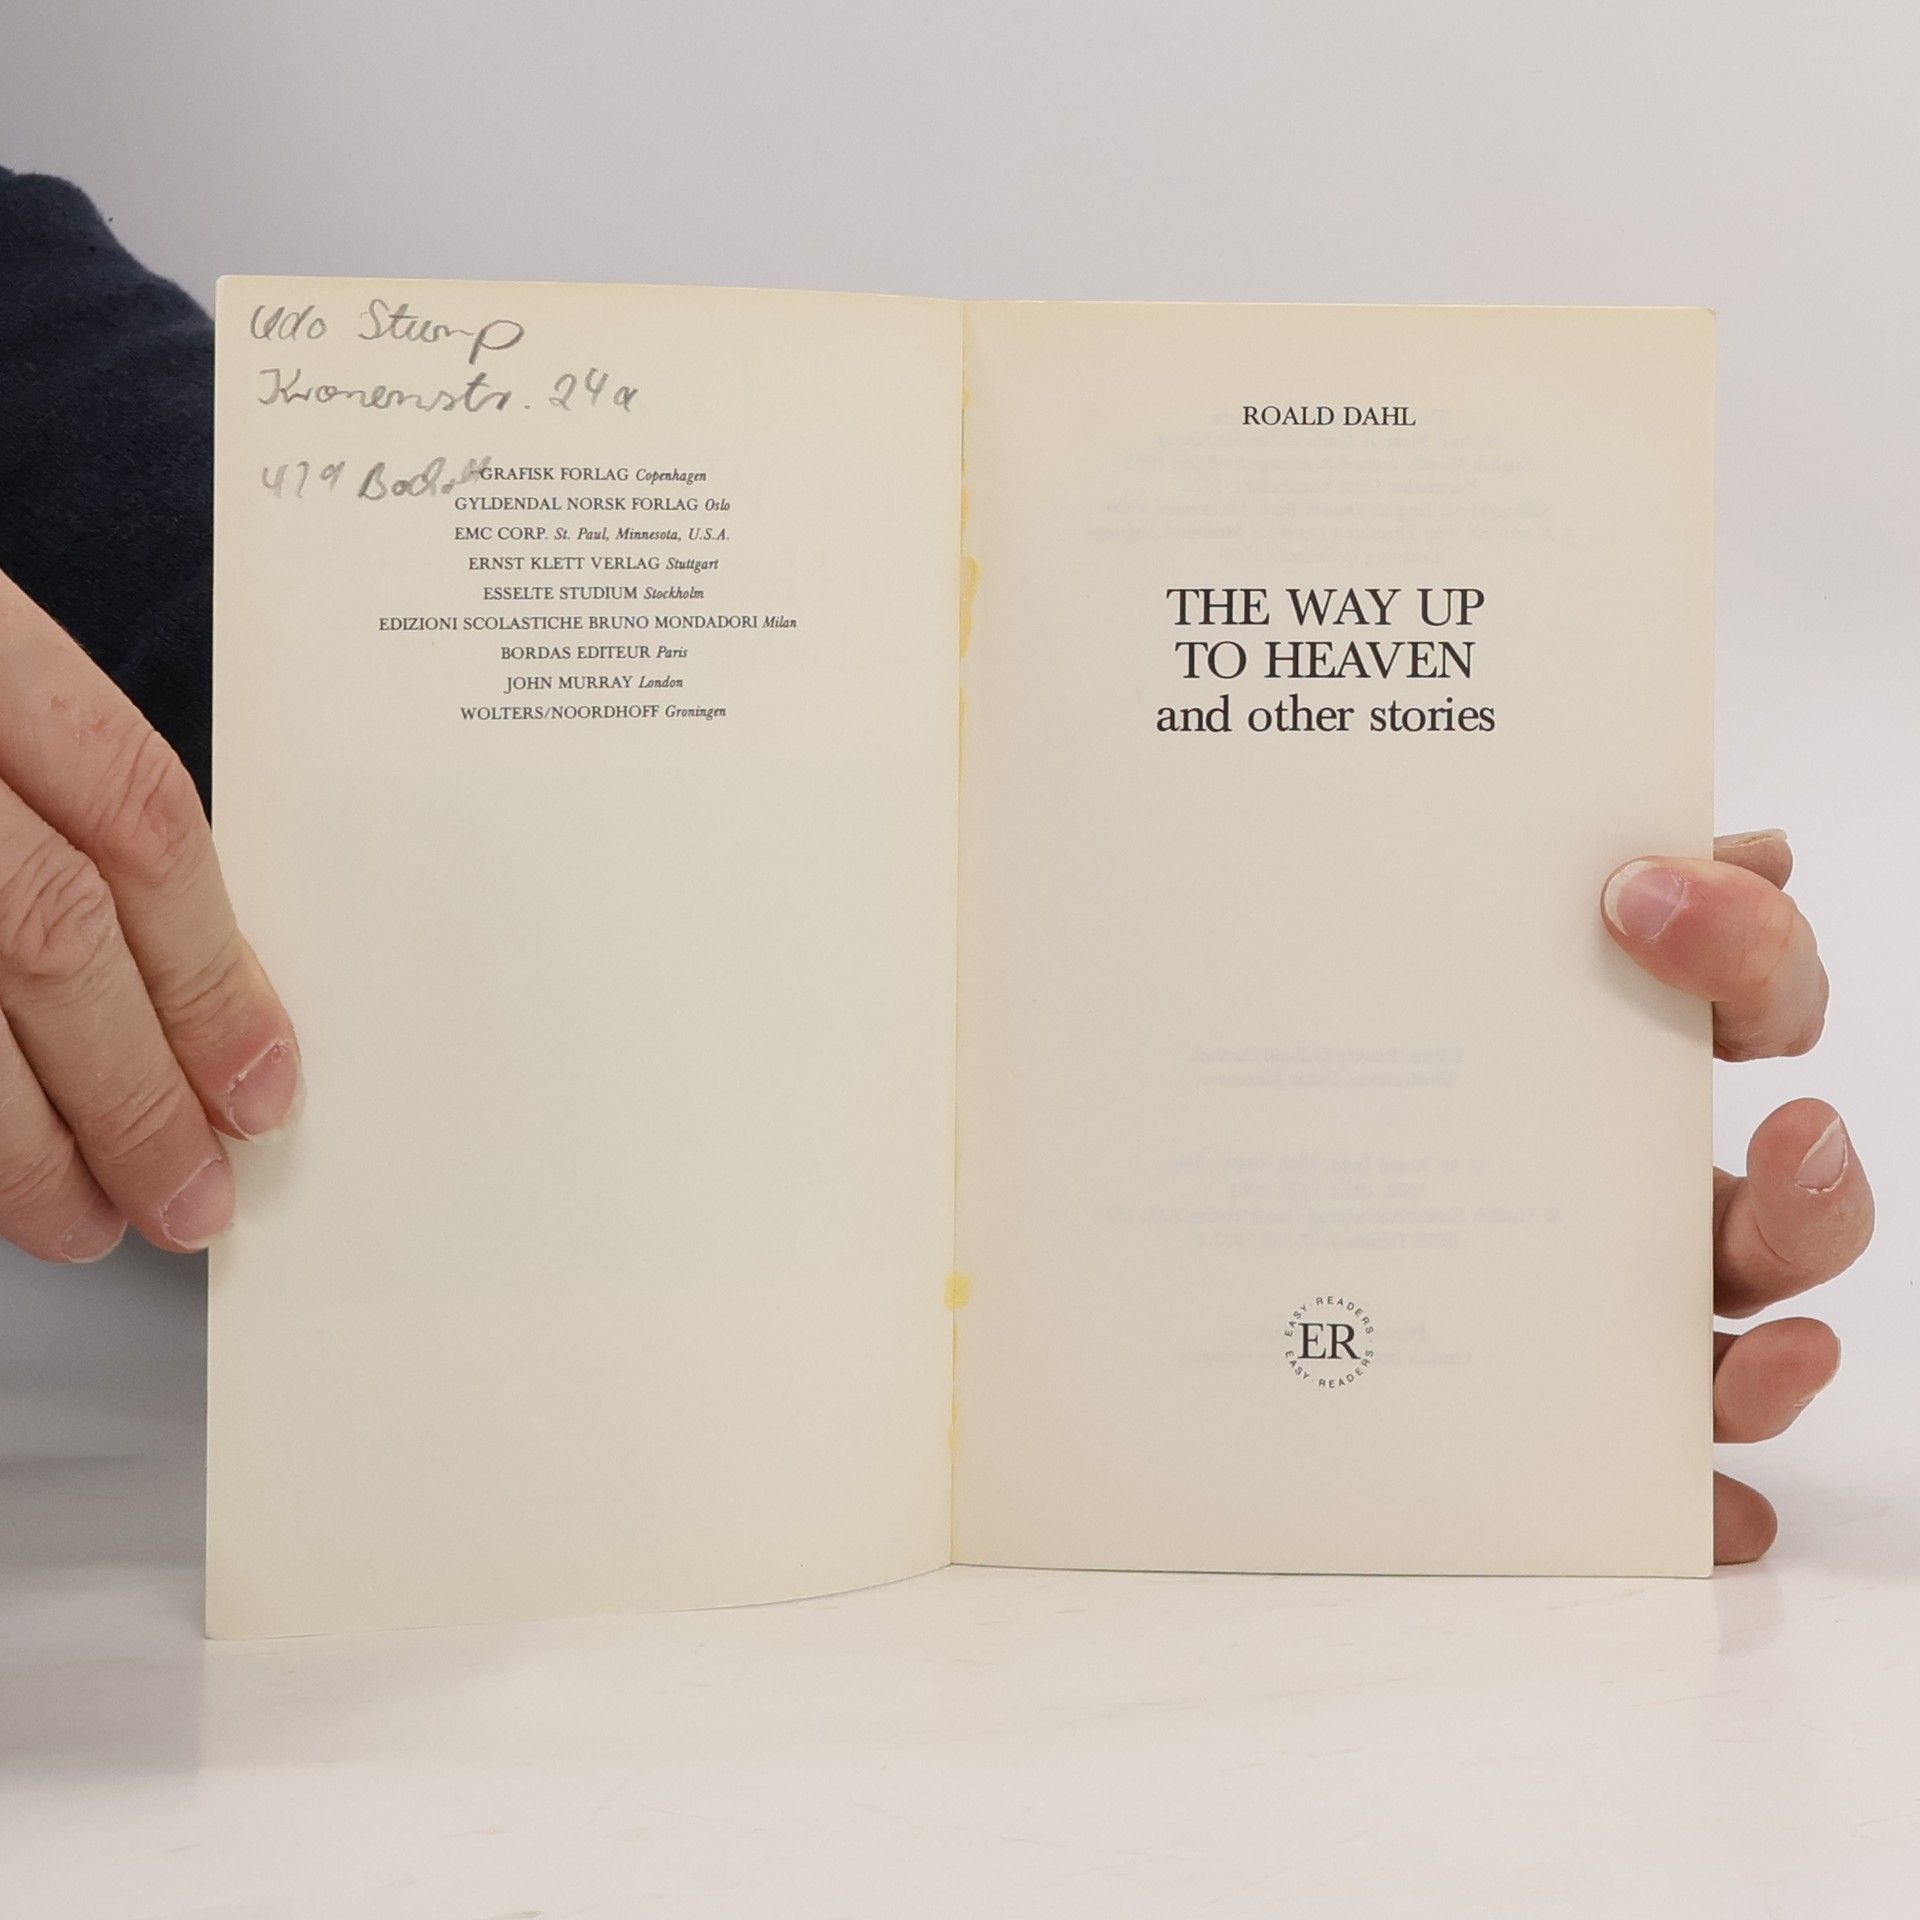 Udo Stump
Kronenstr. 24a
GRAFISK FORLAG Copenhagen
GYLDENDAL NORSK FORLAG Oslo
EMC CORP. St. Paul, Minnesota, U.S.A.
ERNST KLETT VERLAG Stuttgart
ESSELTE STUDIUM Stockholm
EDIZIONI SCOLASTICHE BRUNO MONDADORI Milan
BORDAS EDITEUR Paris
JOHN MURRAY London
WOLTERS/NOORDHOFF Groningen
ROALD DAHL
THE WAY UP
TO HEAVEN
and other stories
EASY · READERS · EASY · READERS ·
ER